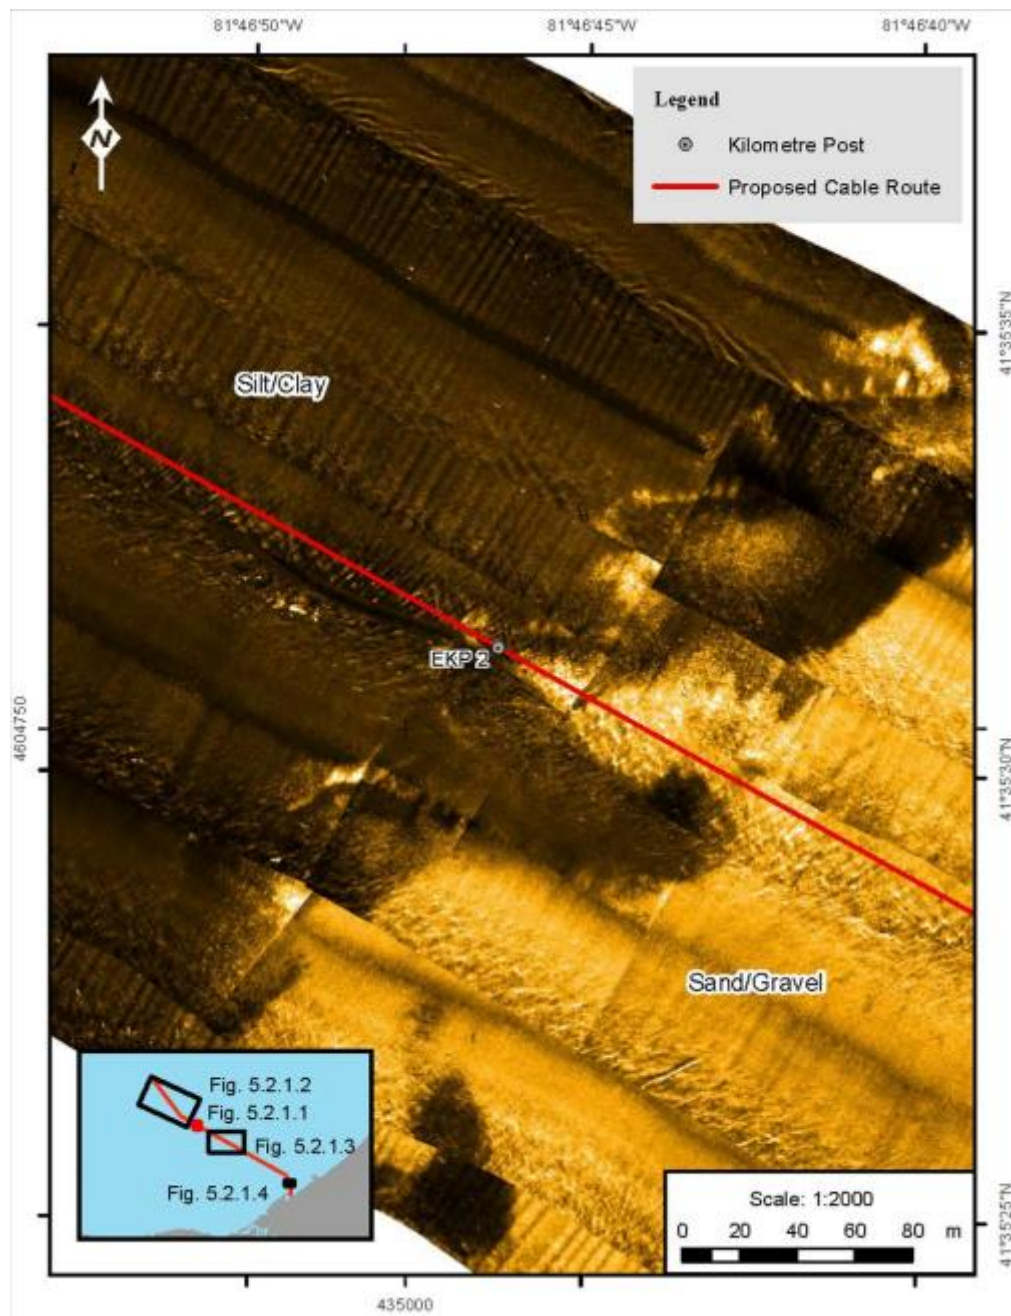 81°46'50"W
81°46'45"W
81°46'40"W
N
Legend
Kilometre Post
Proposed Cable Route
41°35'35"N
Silt/Clay
EKP 2
4604750
41°35'30"N
Sand/Gravel
Fig. 5.2.1.2
Fig. 5.2.1.1
Fig. 5.2.1.3
Fig. 5.2.1.4
Scale: 1:2000
0 20 40 60 80 m
41°35'25"N
435000